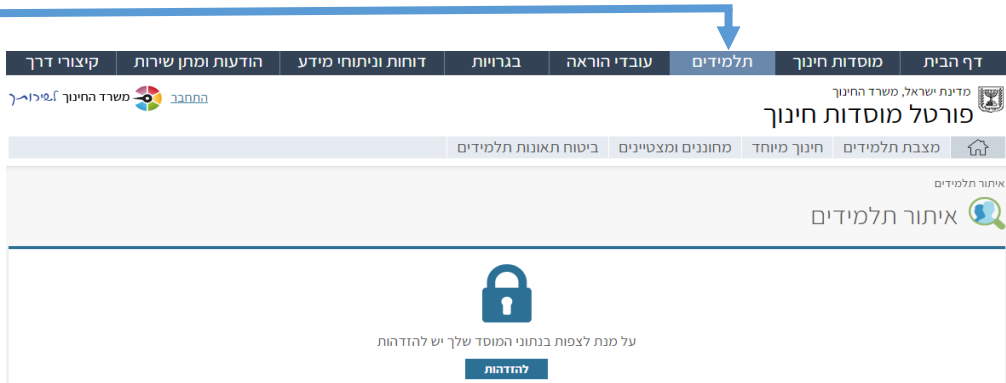 דף הבית מוסדות חינוך תלמידים עובדי הוראה בגרויות דוחות וניתוחי מידע הודעות ומתן שירות קיצורי דרך
מדינת ישראל, משרד החינוך
פורטל מוסדות חינוך
התחבר משרד החינוך לשירותך
מצבת תלמידים חינוך מיוחד מחוננים ומצטיינים ביטוח תאונות תלמידים
איתור תלמידים
איתור תלמידים
על מנת לצפות בנתוני המוסד שלך יש להזדהות
להזדהות